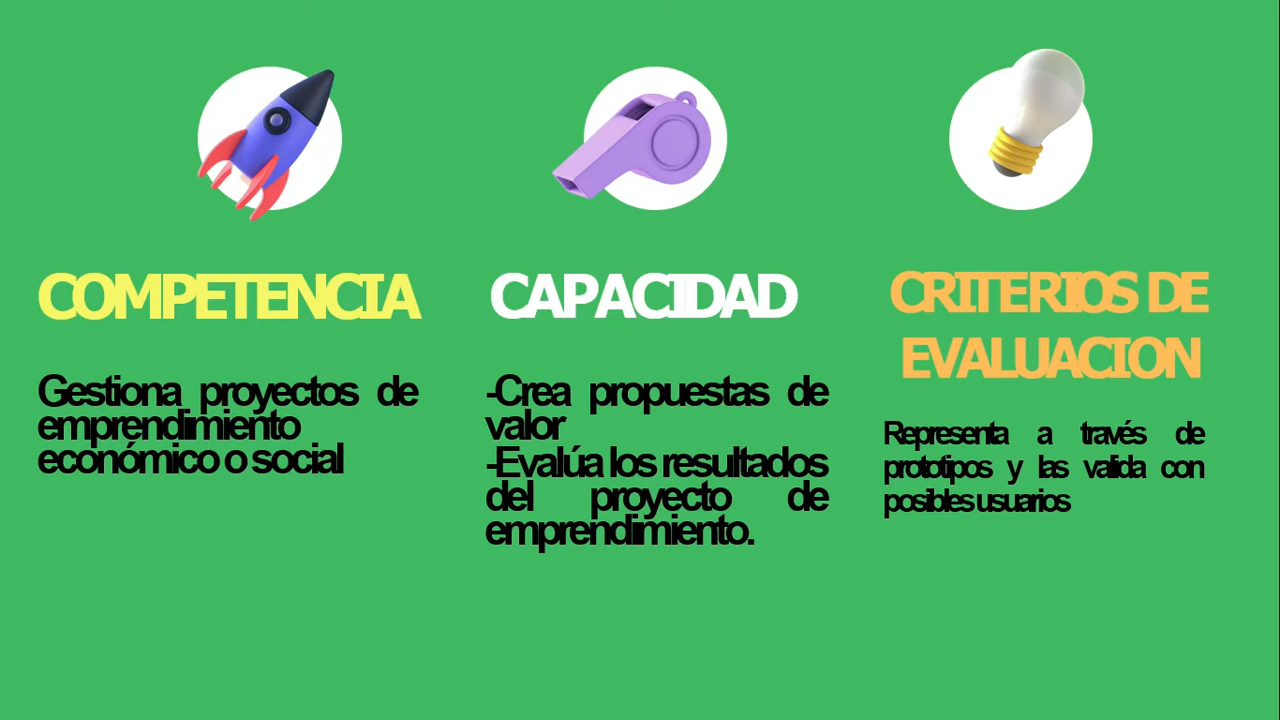 COMPETENCIA
Gestiona proyectos de
emprendimiento
económico o social
CAPACIDAD
-Crea propuestas de
valor
-Evalúa los resultados
del proyecto de
emprendimiento.
CRITERIOS DE
EVALUACION
Representa a través de
prototipos y las valida con
posibles usuarios